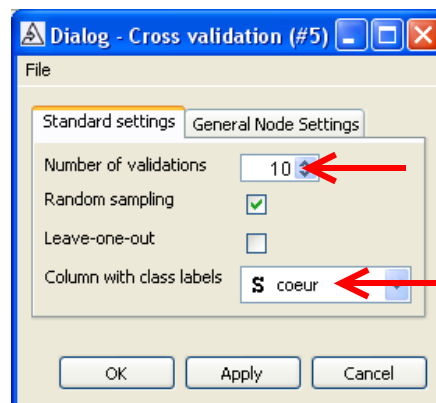 Dialog - Cross validation (#5)
File
Standard settings General Node Settings
Number of validations 10
Random sampling
Leave-one-out
Column with class labels S coeur
OK Apply Cancel